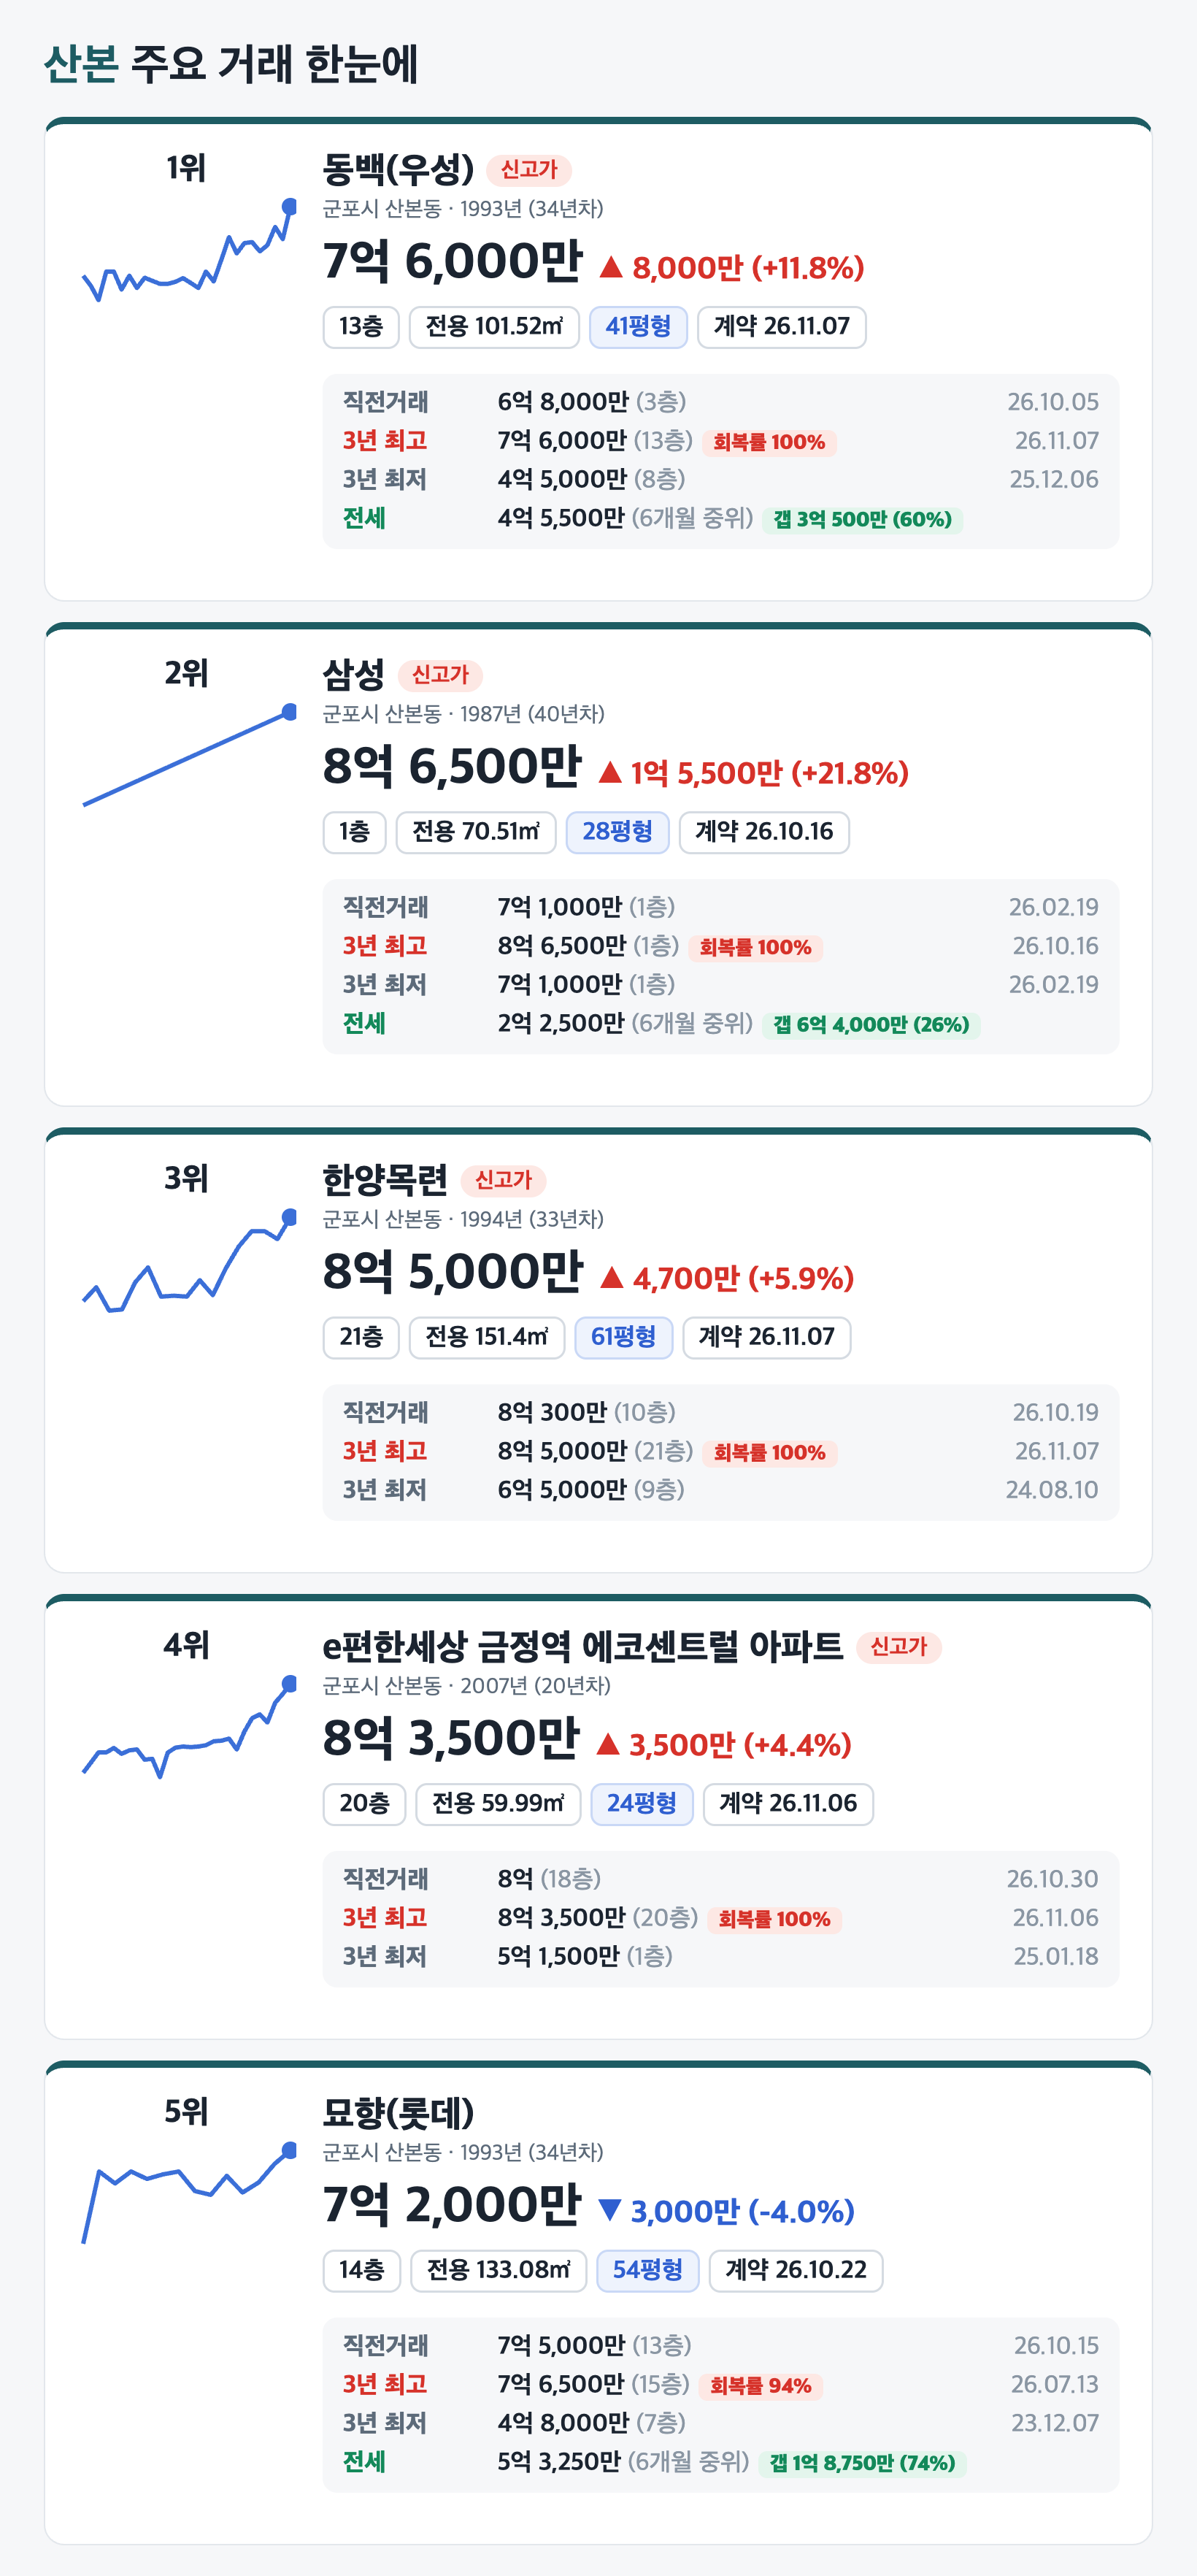 산본 주요 거래 한눈에
1위
동백(우성) 신고가
군포시 산본동 · 1993년 (34년차)
7억 6,000만 ▲ 8,000만 (+11.8%)
13층 전용 101.52㎡ 41평형 계약 26.11.07
직전거래 6억 8,000만 (3층) 26.10.05
3년 최고 7억 6,000만 (13층) 회복률 100% 26.11.07
3년 최저 4억 5,000만 (8층) 25.12.06
전세 4억 5,500만 (6개월 중위) 갭 3억 500만 (60%)
2위
삼성 신고가
군포시 산본동 · 1987년 (40년차)
8억 6,500만 ▲ 1억 5,500만 (+21.8%)
1층 전용 70.51㎡ 28평형 계약 26.10.16
직전거래 7억 1,000만 (1층) 26.02.19
3년 최고 8억 6,500만 (1층) 회복률 100% 26.10.16
3년 최저 7억 1,000만 (1층) 26.02.19
전세 2억 2,500만 (6개월 중위) 갭 6억 4,000만 (26%)
3위
한양목련 신고가
군포시 산본동 · 1994년 (33년차)
8억 5,000만 ▲ 4,700만 (+5.9%)
21층 전용 151.4㎡ 61평형 계약 26.11.07
직전거래 8억 300만 (10층) 26.10.19
3년 최고 8억 5,000만 (21층) 회복률 100% 26.11.07
3년 최저 6억 5,000만 (9층) 24.08.10
4위
e편한세상 금정역 에코센트럴 아파트 신고가
군포시 산본동 · 2007년 (20년차)
8억 3,500만 ▲ 3,500만 (+4.4%)
20층 전용 59.99㎡ 24평형 계약 26.11.06
직전거래 8억 (18층) 26.10.30
3년 최고 8억 3,500만 (20층) 회복률 100% 26.11.06
3년 최저 5억 1,500만 (1층) 25.01.18
5위
묘향(롯데)
군포시 산본동 · 1993년 (34년차)
7억 2,000만 ▼ 3,000만 (-4.0%)
14층 전용 133.08㎡ 54평형 계약 26.10.22
직전거래 7억 5,000만 (13층) 26.10.15
3년 최고 7억 6,500만 (15층) 회복률 94% 26.07.13
3년 최저 4억 8,000만 (7층) 23.12.07
전세 5억 3,250만 (6개월 중위) 갭 1억 8,750만 (74%)